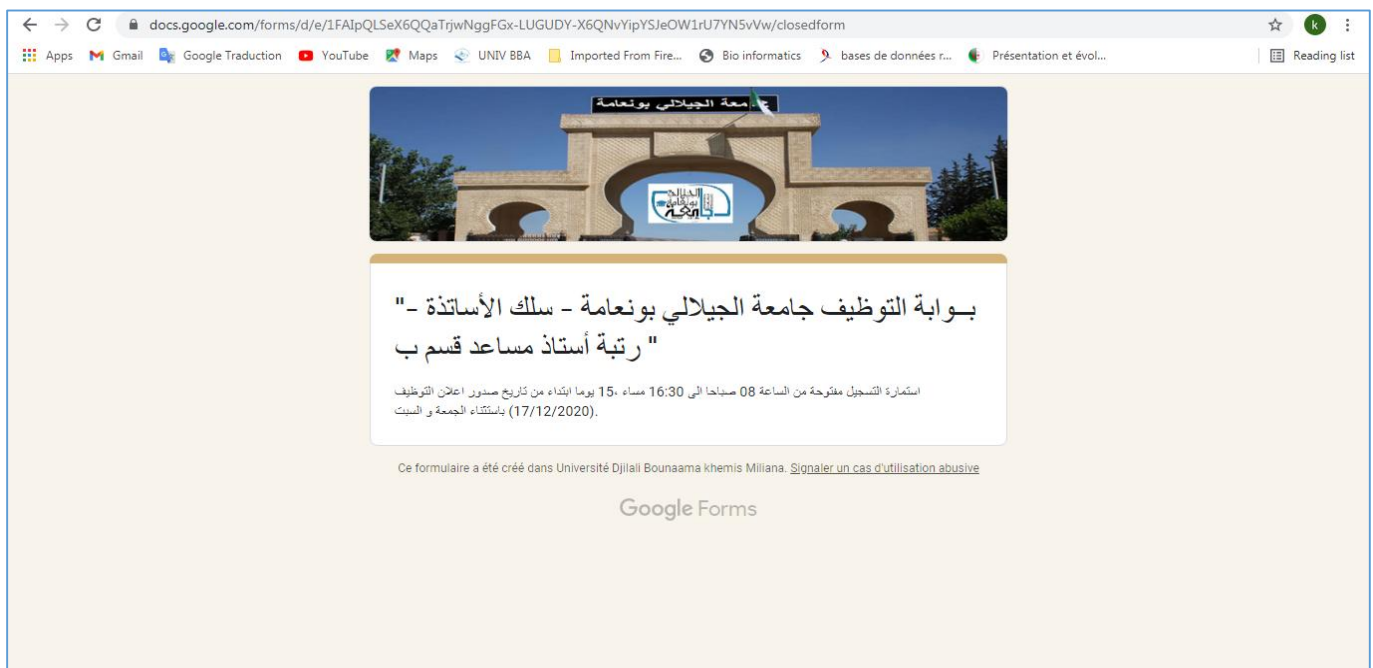 docs.google.com/forms/d/e/1FAIpQLSeX6QQaTrjwNggFGx-LUGUDY-X6QNvYipYSJeOW1rU7YN5vVw/closedform
k
Apps Gmail Google Traduction YouTube Maps UNIV BBA Imported From Fire... Bio informatics bases de données r... Présentation et évol... Reading list
جامعة الجيلالي بونعامة
الجيلالي
بونعامة
جامعة
بــوابة التوظيف جامعة الجيلالي بونعامة - سلك الأساتذة -"
" رتبة أستاذ مساعد قسم ب
استمارة التسجيل مفتوحة من الساعة 08 صباحا الى 16:30 مساء ،15 يوما ابتداء من تاريخ صدور اعلان التوظيف
(17/12/2020) باستثناء الجمعة و السبت.
Ce formulaire a été créé dans Université Djilali Bounaama khemis Miliana. Signaler un cas d'utilisation abusive
Google Forms